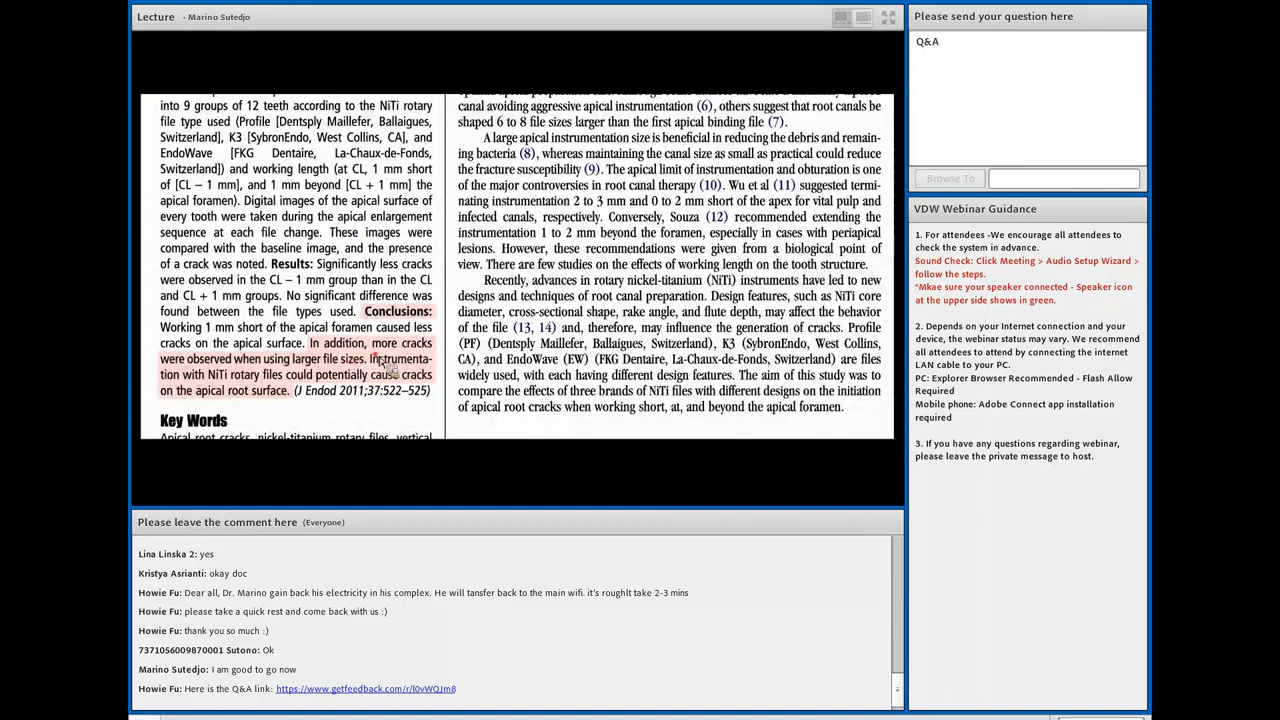 Lecture - Marino Sutedjo
into 9 groups of 12 teeth according to the NiTi rotary
file type used (Profile [Dentsply Maillefer, Ballaigues,
Switzerland], K3 [SybronEndo, West Collins, CA], and
EndoWave [FKG Dentaire, La-Chaux-de-Fonds,
Switzerland]) and working length (at CL, 1 mm short
of [CL – 1 mm], and 1 mm beyond [CL + 1 mm] the
apical foramen). Digital images of the apical surface of
every tooth were taken during the apical enlargement
sequence at each file change. These images were
compared with the baseline image, and the presence
of a crack was noted. Results: Significantly less cracks
were observed in the CL – 1 mm group than in the CL
and CL + 1 mm groups. No significant difference was
found between the file types used. Conclusions:
Working 1 mm short of the apical foramen caused less
cracks on the apical surface. In addition, more cracks
were observed when using larger file sizes. Instrumenta-
tion with NiTi rotary files could potentially cause cracks
on the apical root surface. (J Endod 2011;37:522–525)
Key Words
Apical root cracks, nickel-titanium rotary files, vertical
canal avoiding aggressive apical instrumentation (6), others suggest that root canals be
shaped 6 to 8 file sizes larger than the first apical binding file (7).
A large apical instrumentation size is beneficial in reducing the debris and remain-
ing bacteria (8), whereas maintaining the canal size as small as practical could reduce
the fracture susceptibility (9). The apical limit of instrumentation and obturation is one
of the major controversies in root canal therapy (10). Wu et al (11) suggested termi-
nating instrumentation 2 to 3 mm and 0 to 2 mm short of the apex for vital pulp and
infected canals, respectively. Conversely, Souza (12) recommended extending the
instrumentation 1 to 2 mm beyond the foramen, especially in cases with periapical
lesions. However, these recommendations were given from a biological point of
view. There are few studies on the effects of working length on the tooth structure.
Recently, advances in rotary nickel-titanium (NiTi) instruments have led to new
designs and techniques of root canal preparation. Design features, such as NiTi core
diameter, cross-sectional shape, rake angle, and flute depth, may affect the behavior
of the file (13, 14) and, therefore, may influence the generation of cracks. Profile
(PF) (Dentsply Maillefer, Ballaigues, Switzerland), K3 (SybronEndo, West Collins,
CA), and EndoWave (EW) (FKG Dentaire, La-Chaux-de-Fonds, Switzerland) are files
widely used, with each having different design features. The aim of this study was to
compare the effects of three brands of NiTi files with different designs on the initiation
of apical root cracks when working short, at, and beyond the apical foramen.
Please leave the comment here (Everyone)
Lina Linska 2: yes
Kristya Asrianti: okay doc
Howie Fu: Dear all, Dr. Marino gain back his electricity in his complex. He will tansfer back to the main wifi. it's roughlt take 2-3 mins
Howie Fu: please take a quick rest and come back with us :)
Howie Fu: thank you so much :)
7371056009870001 Sutono: Ok
Marino Sutedjo: I am good to go now
Howie Fu: Here is the Q&A link: https://www.getfeedback.com/r/l0vWQJm8
Please send your question here
Q&A
Browse To
VDW Webinar Guidance
1. For attendees -We encourage all attendees to
check the system in advance.
Sound Check: Click Meeting > Audio Setup Wizard >
follow the steps.
*Mkae sure your speaker connected - Speaker icon
at the upper side shows in green.
2. Depends on your Internet connection and your
device, the webinar status may vary. We recommend
all attendees to attend by connecting the internet
LAN cable to your PC.
PC: Explorer Browser Recommended - Flash Allow
Required
Mobile phone: Adobe Connect app installation
required
3. If you have any questions regarding webinar,
please leave the private message to host.